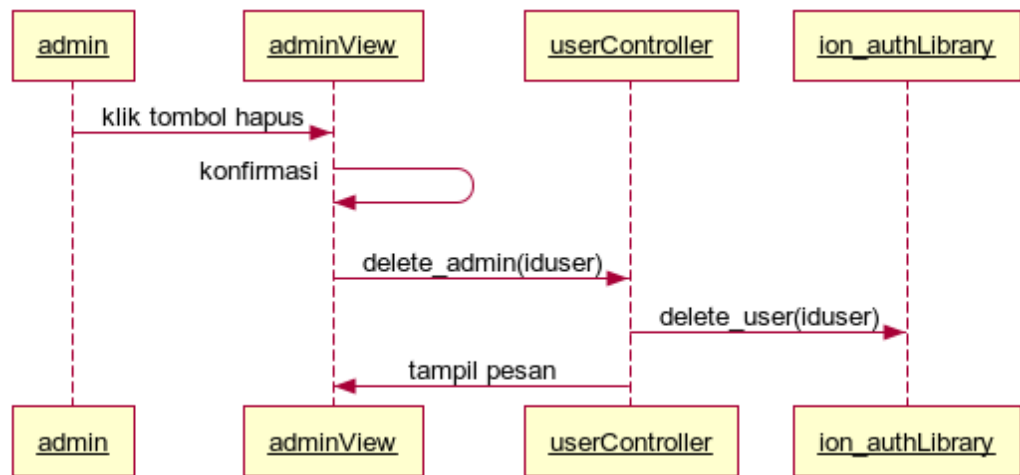 admin
adminView
userController
ion_authLibrary
klik tombol hapus
konfirmasi
delete_admin(iduser)
delete_user(iduser)
tampil pesan
admin
adminView
userController
ion_authLibrary